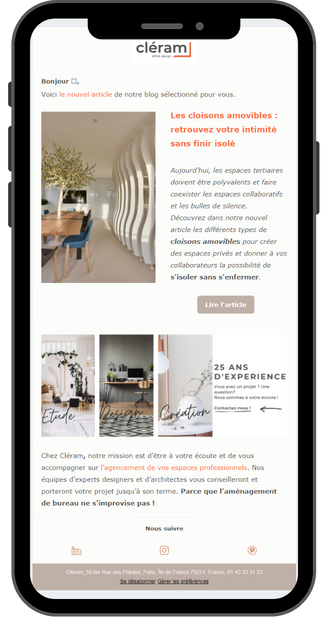 cléram
office design
Bonjour □,
Voici le nouvel article de notre blog sélectionné pour vous.
Les cloisons amovibles :
retrouvez votre intimité
sans finir isolé
Aujourd'hui, les espaces tertiaires
doivent être polyvalents et faire
coexister les espaces collaboratifs
et les bulles de silence.
Découvrez dans notre nouvel
article les différents types de
cloisons amovibles pour créer
des espaces privés et donner à vos
collaborateurs la possibilité de
s'isoler sans s'enfermer.
Lire l'article
Etude
Design
Création
25 ANS
D'EXPERIENCE
Vous avez un projet ? Une
question?
Nous sommes à votre écoute !
Contactez-nous !
Chez Cléram, notre mission est d'être à votre écoute et de vous
accompagner sur l'agencement de vos espaces professionnels. Nos
équipes d'experts designers et d'architectes vous conseilleront et
porteront votre projet jusqu'à son terme. Parce que l'aménagement
de bureau ne s'improvise pas !
Nous suivre
Cleram, 59 bis Rue des Plantes, Paris, Île de France 75014, France, 01 40 33 31 33
Se désabonner Gérer les préférences